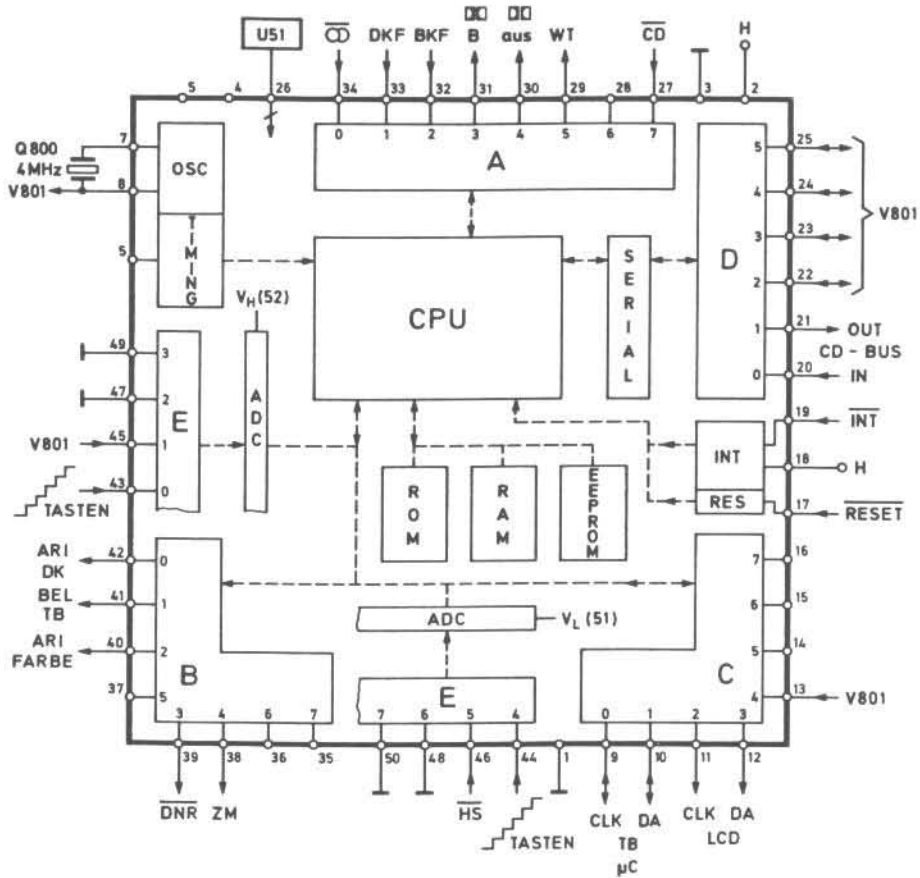 U51
CD DKF BKF B aus WT CD H
5 4 26 34 33 32 31 30 29 28 27 3 2
0 1 2 3 4 5 6 7
A
Q800
4MHz
V801
7
8
5
OSC
TIMING
CPU
SERIAL
D
5
4
3
2
1
0
25
24
23
22
21
20
V801
OUT
CD - BUS
IN
VH (52)
49
47
45
43
V801
TASTEN
3
2
1
0
E
ADC
ROM
RAM
EEPROM
INT
RES
19
18
17
INT
H
RESET
ARI
DK
BEL
TB
ARI
FARBE
42
41
40
37
0
1
2
5
B
3 4 6 7
39 38 36 35
DNR ZM
ADC
VL (51)
E
7 6 5 4
50 48 46 44 1
HS
TASTEN
C
7
6
5
4
16
15
14
13
V801
0 1 2 3
9 10 11 12
CLK DA CLK DA
TB LCD
µC